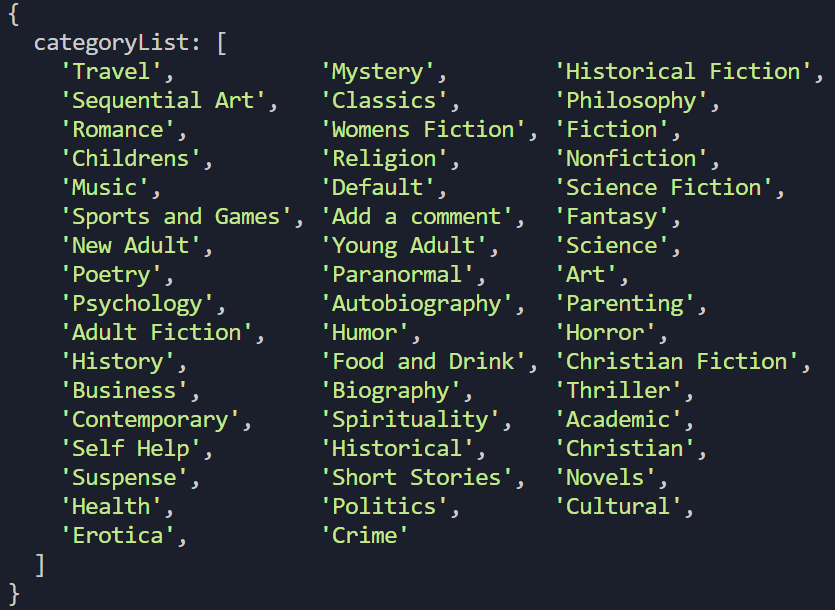 {
  categoryList: [
    'Travel',           'Mystery',         'Historical Fiction',
    'Sequential Art',   'Classics',        'Philosophy',
    'Romance',          'Womens Fiction',  'Fiction',
    'Childrens',        'Religion',        'Nonfiction',
    'Music',            'Default',         'Science Fiction',
    'Sports and Games', 'Add a comment',   'Fantasy',
    'New Adult',        'Young Adult',     'Science',
    'Poetry',           'Paranormal',      'Art',
    'Psychology',       'Autobiography',   'Parenting',
    'Adult Fiction',    'Humor',           'Horror',
    'History',          'Food and Drink',  'Christian Fiction',
    'Business',         'Biography',       'Thriller',
    'Contemporary',     'Spirituality',    'Academic',
    'Self Help',        'Historical',      'Christian',
    'Suspense',         'Short Stories',   'Novels',
    'Health',           'Politics',        'Cultural',
    'Erotica',          'Crime'
  ]
}